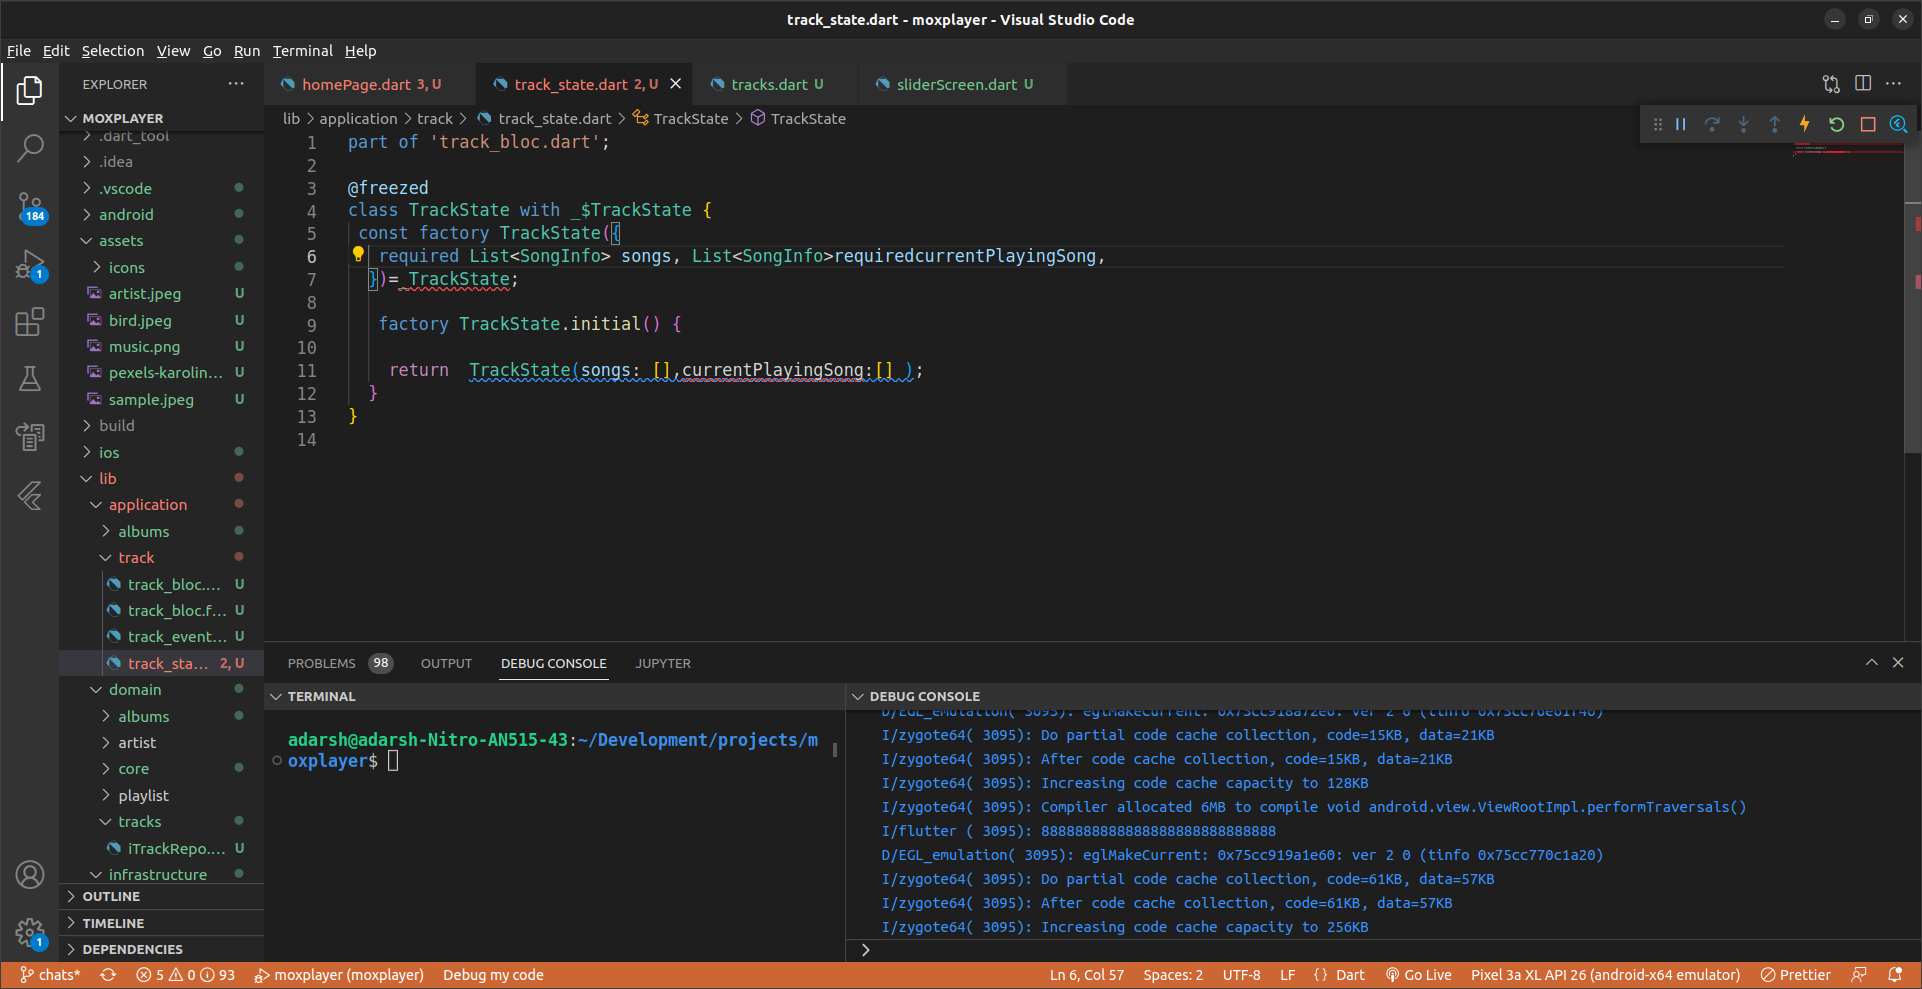 track_state.dart - moxplayer - Visual Studio Code
File Edit Selection View Go Run Terminal Help
EXPLORER
homePage.dart 3, U
track_state.dart 2, U
tracks.dart U
sliderScreen.dart U
MOXPLAYER
.dart_tool
.idea
.vscode
android
assets
icons
artist.jpeg U
bird.jpeg U
music.png U
pexels-karolin... U
sample.jpeg U
build
ios
lib
application
albums
track
track_bloc.... U
track_bloc.f... U
track_event... U
track_sta... 2, U
domain
albums
artist
core
playlist
tracks
iTrackRepo.... U
infrastructure
OUTLINE
TIMELINE
DEPENDENCIES
184
1
1
lib > application > track > track_state.dart > TrackState > TrackState
1 part of 'track_bloc.dart';
2
3 @freezed
4 class TrackState with _$TrackState {
5 const factory TrackState({
6 required List<SongInfo> songs, List<SongInfo>requiredcurrentPlayingSong,
7 })=_TrackState;
8
9 factory TrackState.initial() {
10
11 return TrackState(songs: [],currentPlayingSong:[] );
12 }
13 }
14
PROBLEMS 98 OUTPUT DEBUG CONSOLE JUPYTER
TERMINAL
adarsh@adarsh-Nitro-AN515-43:~/Development/projects/m
oxplayer$
DEBUG CONSOLE
D/EGL_emulation( 3095): eglMakeCurrent: 0x75cc918a72e0: ver 2 0 (tinfo 0x75cc76e81f40)
I/zygote64( 3095): Do partial code cache collection, code=15KB, data=21KB
I/zygote64( 3095): After code cache collection, code=15KB, data=21KB
I/zygote64( 3095): Increasing code cache capacity to 128KB
I/zygote64( 3095): Compiler allocated 6MB to compile void android.view.ViewRootImpl.performTraversals()
I/flutter ( 3095): 8888888888888888888888888888
D/EGL_emulation( 3095): eglMakeCurrent: 0x75cc919a1e60: ver 2 0 (tinfo 0x75cc770c1a20)
I/zygote64( 3095): Do partial code cache collection, code=61KB, data=57KB
I/zygote64( 3095): After code cache collection, code=61KB, data=57KB
I/zygote64( 3095): Increasing code cache capacity to 256KB
chats* 5 0 93 moxplayer (moxplayer) Debug my code Ln 6, Col 57 Spaces: 2 UTF-8 LF { } Dart Go Live Pixel 3a XL API 26 (android-x64 emulator) Prettier